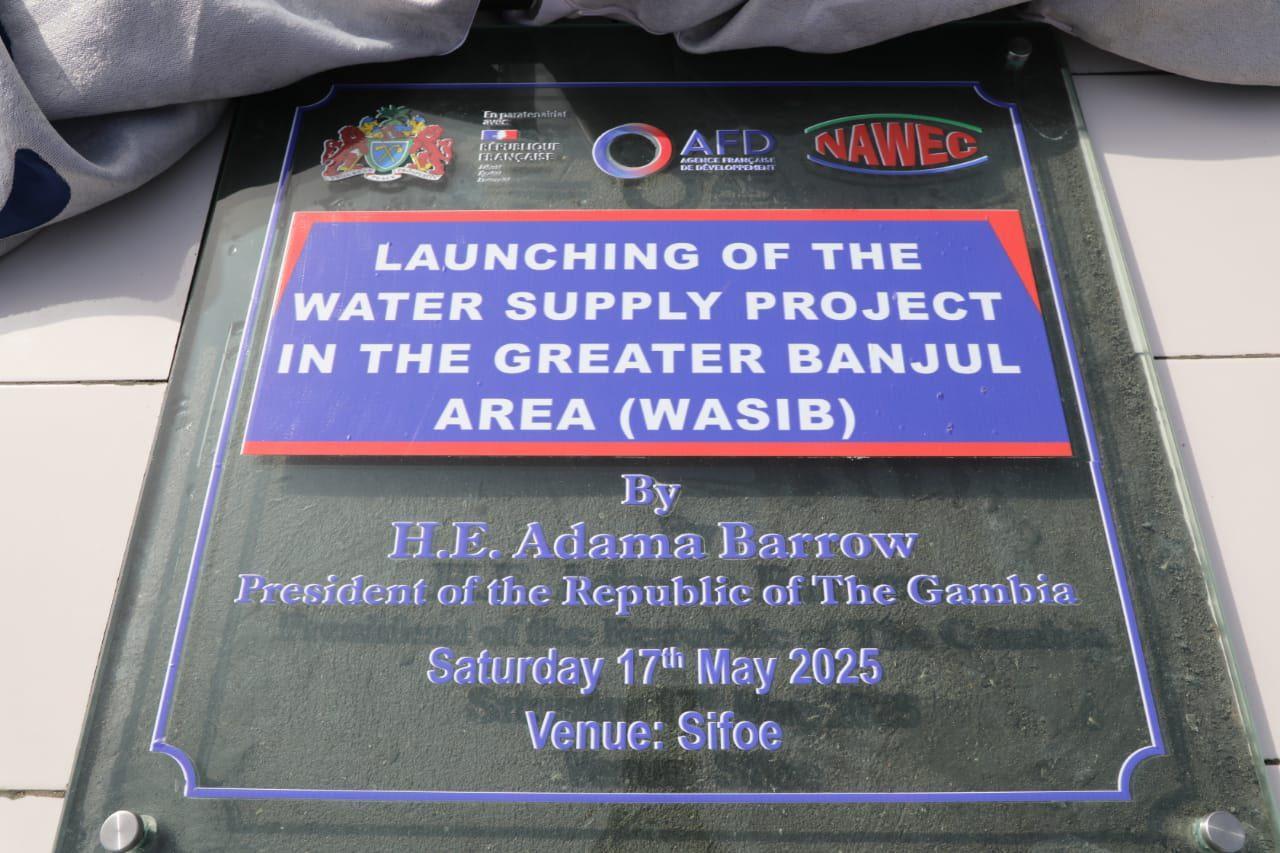 En partenariat
avec
RÉPUBLIQUE
FRANÇAISE
AFD
AGENCE FRANÇAISE
DE DÉVELOPPEMENT
NAWEC
LAUNCHING OF THE
WATER SUPPLY PROJECT
IN THE GREATER BANJUL
AREA (WASIB)
By
H.E. Adama Barrow
President of the Republic of The Gambia
Saturday 17th May 2025
Venue: Sifoe